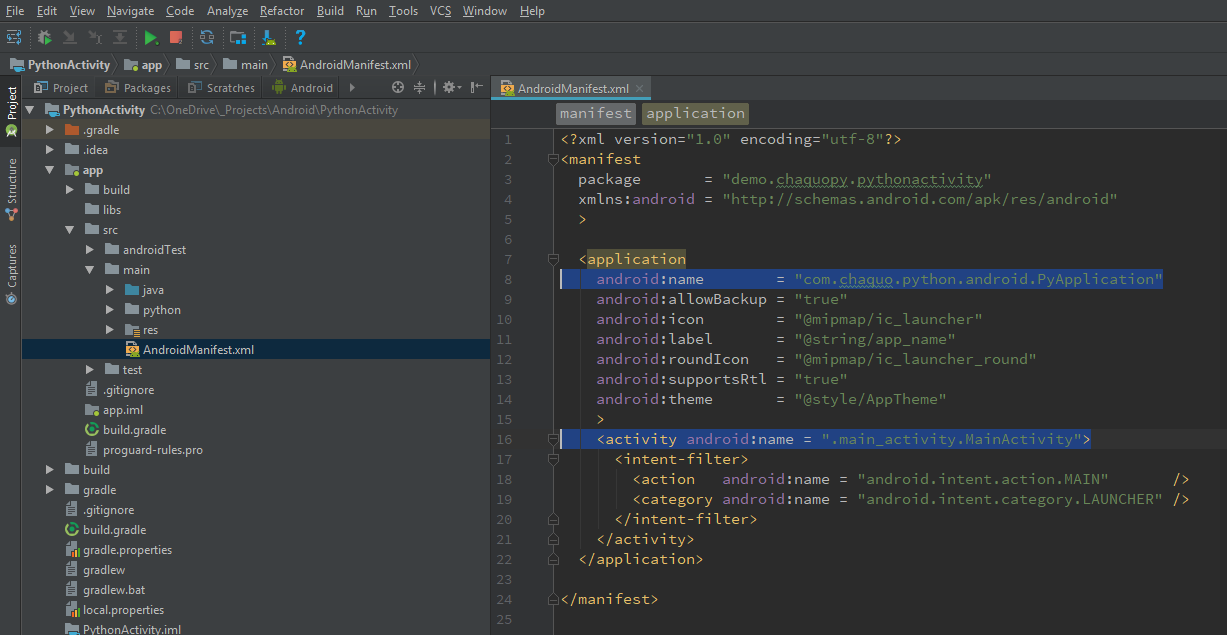 File Edit View Navigate Code Analyze Refactor Build Run Tools VCS Window Help
PythonActivity app src main AndroidManifest.xml
Project Packages Scratches Android
AndroidManifest.xml
Project
Structure
Captures
PythonActivity C:\OneDrive\_Projects\Android\PythonActivity
.gradle
.idea
app
build
libs
src
androidTest
main
java
python
res
AndroidManifest.xml
test
.gitignore
app.iml
build.gradle
proguard-rules.pro
build
gradle
.gitignore
build.gradle
gradle.properties
gradlew
gradlew.bat
local.properties
PythonActivity.iml
manifest application
1 <?xml version="1.0" encoding="utf-8"?>
2 <manifest
3 package = "demo.chaquopy.pythonactivity"
4 xmlns:android = "http://schemas.android.com/apk/res/android"
5 >
6
7 <application
8 android:name = "com.chaquo.python.android.PyApplication"
9 android:allowBackup = "true"
10 android:icon = "@mipmap/ic_launcher"
11 android:label = "@string/app_name"
12 android:roundIcon = "@mipmap/ic_launcher_round"
13 android:supportsRtl = "true"
14 android:theme = "@style/AppTheme"
15 >
16 <activity android:name = ".main_activity.MainActivity">
17 <intent-filter>
18 <action android:name = "android.intent.action.MAIN" />
19 <category android:name = "android.intent.category.LAUNCHER" />
20 </intent-filter>
21 </activity>
22 </application>
23
24 </manifest>
25